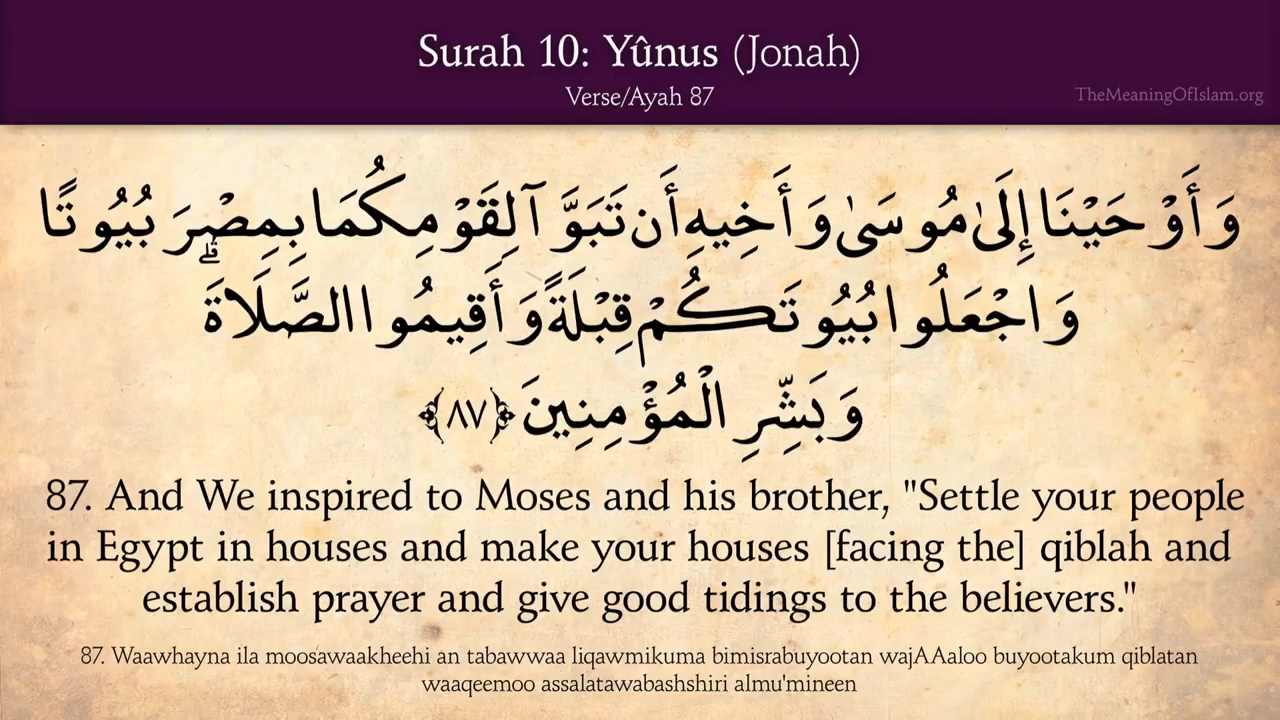 Surah 10: Yûnus (Jonah)
Verse/Ayah 87
TheMeaningOfIslam.org
وَأَوْحَيْنَا إِلَىٰ مُوسَىٰ وَأَخِيهِ أَن تَبَوَّآ لِقَوْمِكُمَا بِمِصْرَ بُيُوتًا
وَاجْعَلُوا بُيُوتَكُمْ قِبْلَةً وَأَقِيمُوا الصَّلَاةَ ۗ
وَبَشِّرِ الْمُؤْمِنِينَ ﴿٨٧﴾
87. And We inspired to Moses and his brother, "Settle your people
in Egypt in houses and make your houses [facing the] qiblah and
establish prayer and give good tidings to the believers."
87. Waawhayna ila moosawaakheehi an tabawwaa liqawmikuma bimisrabuyootan wajAAaloo buyootakum qiblatan
waaqeemoo assalatawabashshiri almu'mineen